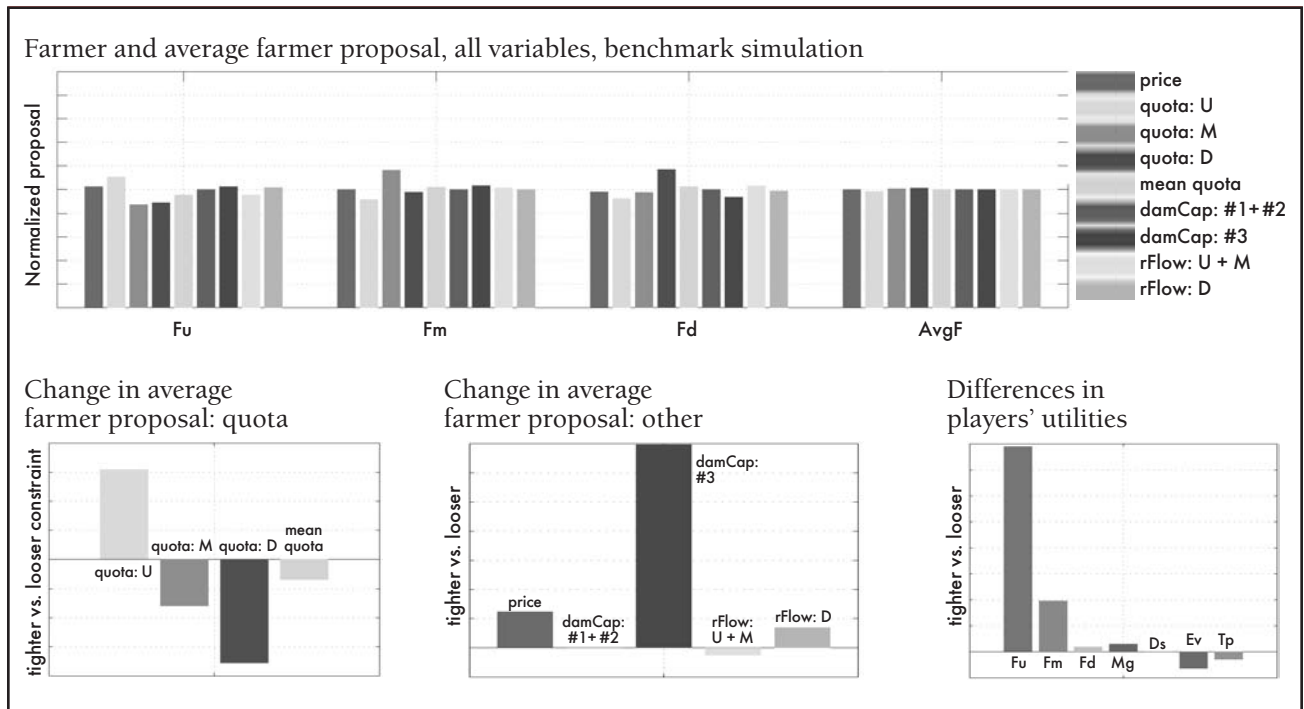 Farmer and average farmer proposal, all variables, benchmark simulation
Normalized proposal
price
quota: U
quota: M
quota: D
mean quota
damCap: #1+#2
damCap: #3
rFlow: U + M
rFlow: D
Fu
Fm
Fd
AvgF
Change in average
farmer proposal: quota
tighter vs. looser constraint
quota: U
quota: M
quota: D
mean
quota
Change in average
farmer proposal: other
tighter vs. looser
price
damCap:
#1+#2
damCap:
#3
rFlow:
U + M
rFlow: D
Differences in
players’ utilities
tighter vs. looser
Fu
Fm
Fd
Mg
Ds
Ev
Tp